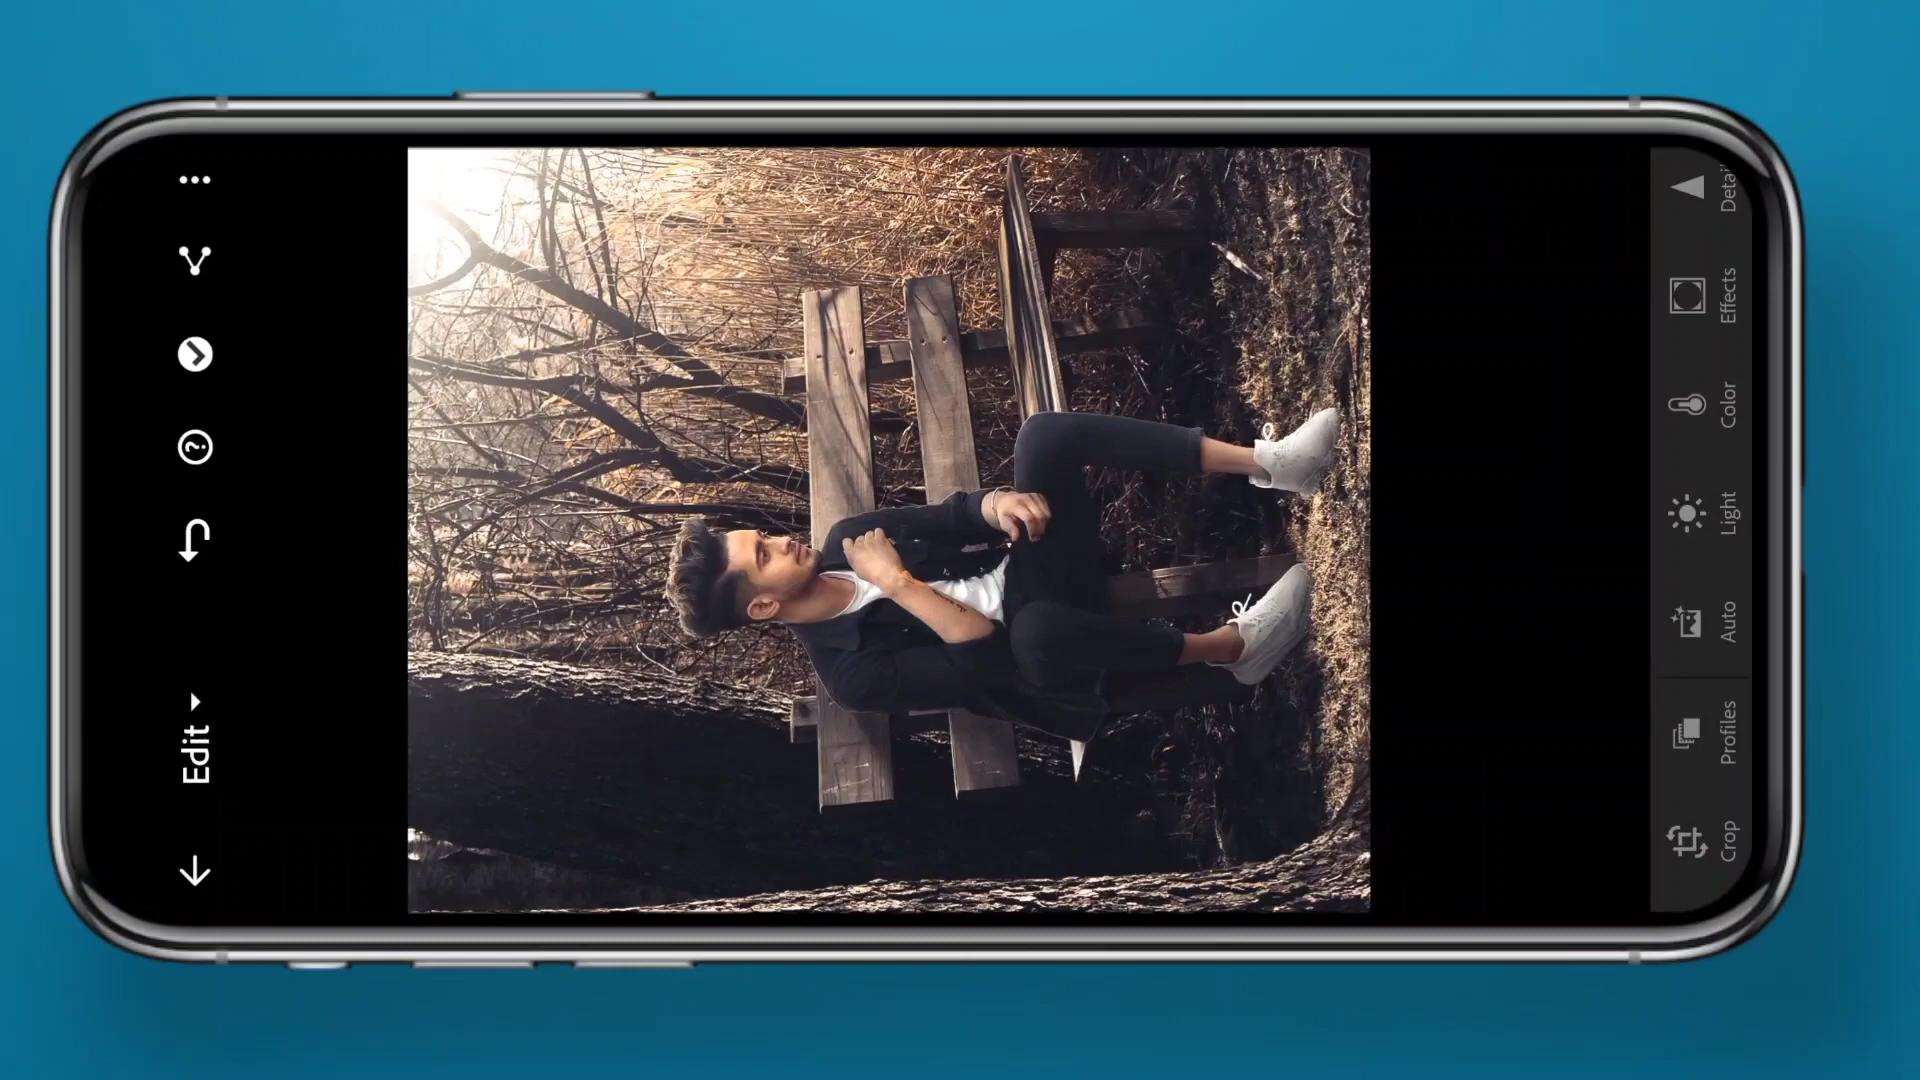 Edit
Crop
Profiles
Auto
Light
Color
Effects
Detai